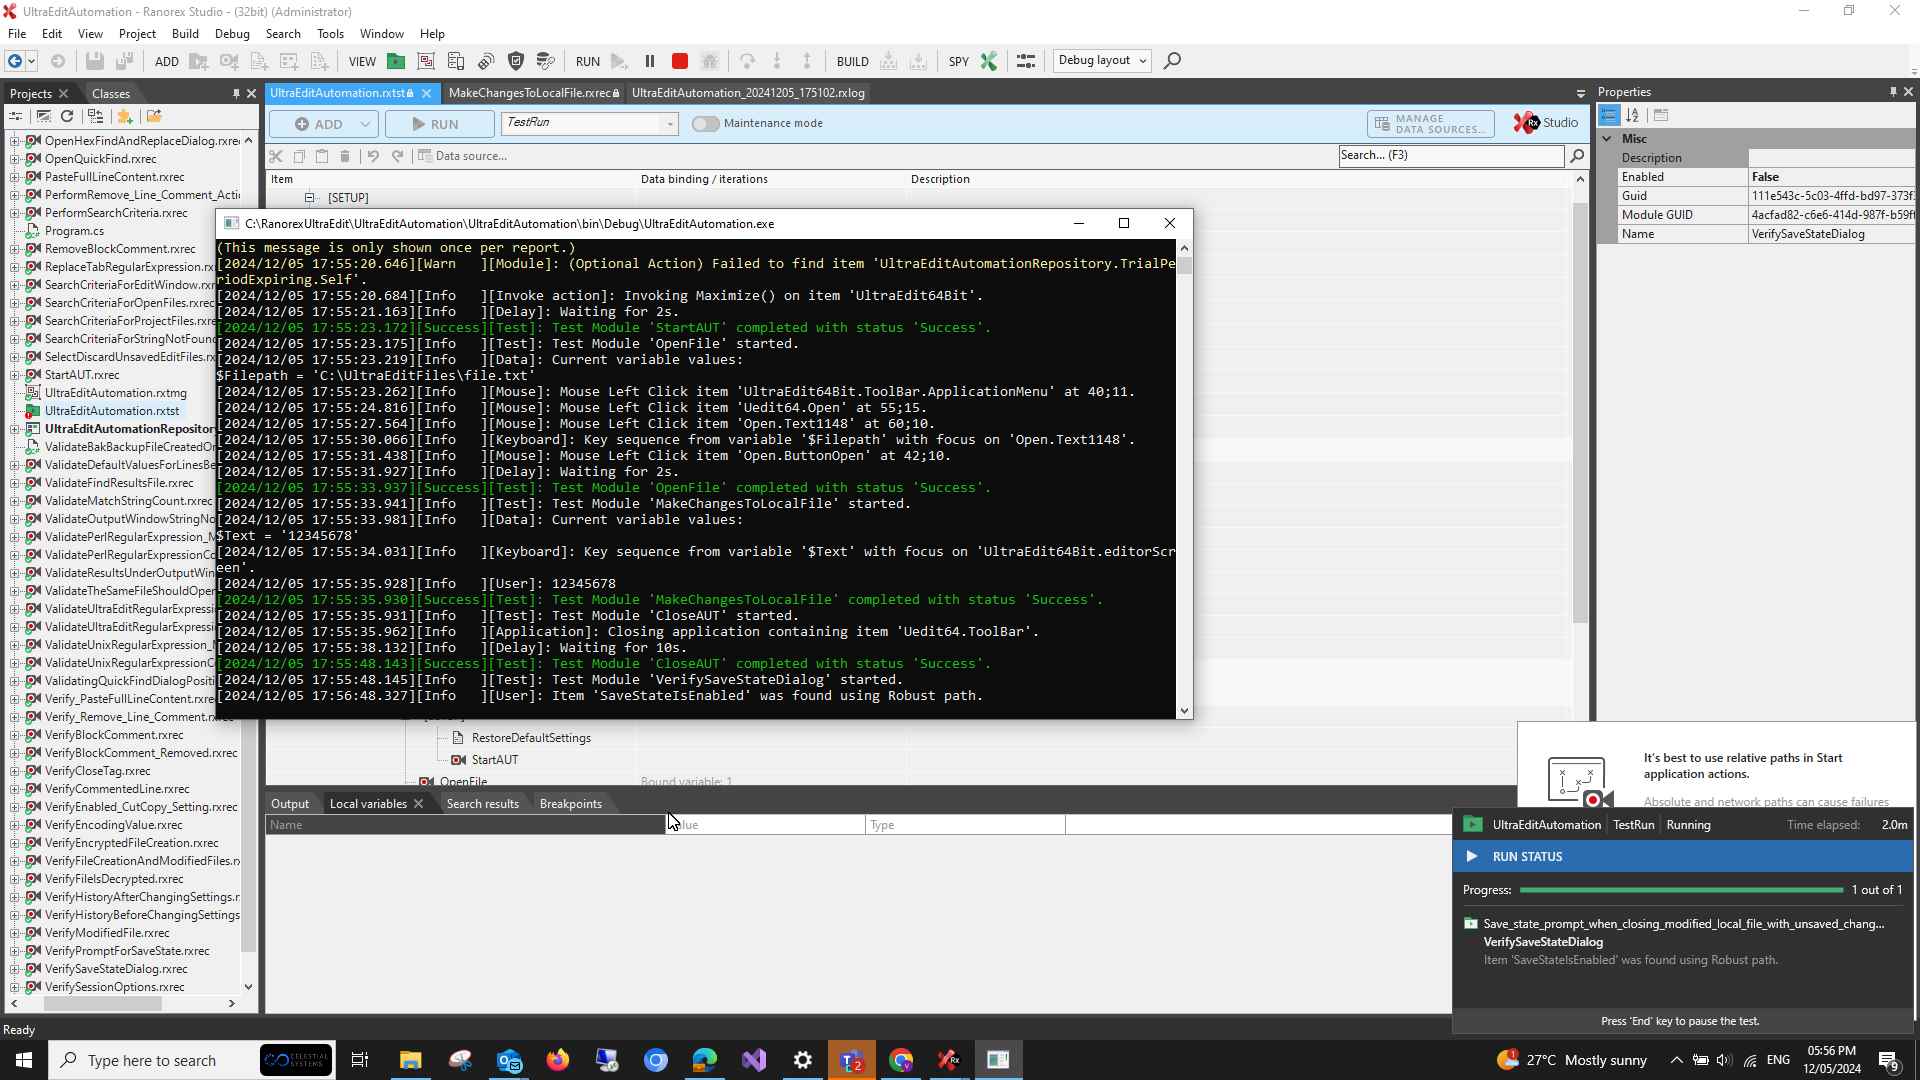 UltraEditAutomation - Ranorex Studio - (32bit) (Administrator)
File Edit View Project Build Debug Search Tools Window Help
ADD VIEW RUN BUILD SPY Debug layout
Projects Classes
UltraEditAutomation.rxtst MakeChangesToLocalFile.rxrec UltraEditAutomation_20241205_175102.rxlog
ADD RUN TestRun Maintenance mode MANAGE DATA SOURCES... Studio
Data source... Search... (F3)
Item Data binding / iterations Description
[SETUP]
OpenHexFindAndReplaceDialog.rxre
OpenQuickFind.rxrec
PasteFullLineContent.rxrec
PerformRemove_Line_Comment_Acti
PerformSearchCriteria.rxrec
Program.cs
RemoveBlockComment.rxrec
ReplaceTabRegularExpression.rx
SearchCriteriaForEditWindow.rx
SearchCriteriaForOpenFiles.rxrec
SearchCriteriaForProjectFiles.rxre
SearchCriteriaForStringNotFound
SelectDiscardUnsavedEditFiles.rx
StartAUT.rxrec
UltraEditAutomation.rxtmg
UltraEditAutomation.rxtst
UltraEditAutomationRepository
ValidateBakBackupFileCreatedOr
ValidateDefaultValuesForLinesBe
ValidateFindResultsFile.rxrec
ValidateMatchStringCount.rxrec
ValidateOutputWindowStringNo
ValidatePerlRegularExpression_M
ValidatePerlRegularExpressionCo
ValidateResultsUnderOutputWin
ValidateTheSameFileShouldOpen
ValidateUltraEditRegularExpressi
ValidateUltraEditRegularExpressi
ValidateUnixRegularExpression_M
ValidateUnixRegularExpressionC
ValidatingQuickFindDialogPositi
Verify_PasteFullLineContent.rxre
Verify_Remove_Line_Comment.rx
VerifyBlockComment.rxrec
VerifyBlockComment_Removed.rxrec
VerifyCloseTag.rxrec
VerifyCommentedLine.rxrec
VerifyEnabled_CutCopy_Setting.rxrec
VerifyEncodingValue.rxrec
VerifyEncryptedFileCreation.rxrec
VerifyFileCreationAndModifiedFiles.rx
VerifyFileIsDecrypted.rxrec
VerifyHistoryAfterChangingSettings.r
VerifyHistoryBeforeChangingSettings
VerifyModifiedFile.rxrec
VerifyPromptForSaveState.rxrec
VerifySaveStateDialog.rxrec
VerifySessionOptions.rxrec
C:\RanorexUltraEdit\UltraEditAutomation\UltraEditAutomation\bin\Debug\UltraEditAutomation.exe
(This message is only shown once per report.)
[2024/12/05 17:55:20.646][Warn   ][Module]: (Optional Action) Failed to find item 'UltraEditAutomationRepository.TrialPe
riodExpiring.Self'.
[2024/12/05 17:55:20.684][Info   ][Invoke action]: Invoking Maximize() on item 'UltraEdit64Bit'.
[2024/12/05 17:55:21.163][Info   ][Delay]: Waiting for 2s.
[2024/12/05 17:55:23.172][Success][Test]: Test Module 'StartAUT' completed with status 'Success'.
[2024/12/05 17:55:23.175][Info   ][Test]: Test Module 'OpenFile' started.
[2024/12/05 17:55:23.219][Info   ][Data]: Current variable values:
$Filepath = 'C:\UltraEditFiles\file.txt'
[2024/12/05 17:55:23.262][Info   ][Mouse]: Mouse Left Click item 'UltraEdit64Bit.ToolBar.ApplicationMenu' at 40;11.
[2024/12/05 17:55:24.816][Info   ][Mouse]: Mouse Left Click item 'Uedit64.Open' at 55;15.
[2024/12/05 17:55:27.564][Info   ][Mouse]: Mouse Left Click item 'Open.Text1148' at 60;10.
[2024/12/05 17:55:30.066][Info   ][Keyboard]: Key sequence from variable '$Filepath' with focus on 'Open.Text1148'.
[2024/12/05 17:55:31.438][Info   ][Mouse]: Mouse Left Click item 'Open.ButtonOpen' at 42;10.
[2024/12/05 17:55:31.927][Info   ][Delay]: Waiting for 2s.
[2024/12/05 17:55:33.937][Success][Test]: Test Module 'OpenFile' completed with status 'Success'.
[2024/12/05 17:55:33.941][Info   ][Test]: Test Module 'MakeChangesToLocalFile' started.
[2024/12/05 17:55:33.981][Info   ][Data]: Current variable values:
$Text = '12345678'
[2024/12/05 17:55:34.031][Info   ][Keyboard]: Key sequence from variable '$Text' with focus on 'UltraEdit64Bit.editorScr
een'.
[2024/12/05 17:55:35.928][Info   ][User]: 12345678
[2024/12/05 17:55:35.930][Success][Test]: Test Module 'MakeChangesToLocalFile' completed with status 'Success'.
[2024/12/05 17:55:35.931][Info   ][Test]: Test Module 'CloseAUT' started.
[2024/12/05 17:55:35.962][Info   ][Application]: Closing application containing item 'Uedit64.ToolBar'.
[2024/12/05 17:55:38.132][Info   ][Delay]: Waiting for 10s.
[2024/12/05 17:55:48.143][Success][Test]: Test Module 'CloseAUT' completed with status 'Success'.
[2024/12/05 17:55:48.145][Info   ][Test]: Test Module 'VerifySaveStateDialog' started.
[2024/12/05 17:56:48.327][Info   ][User]: Item 'SaveStateIsEnabled' was found using Robust path.
RestoreDefaultSettings
StartAUT
OpenFile Bound variable: 1
Output Local variables Search results Breakpoints
Name Type
Properties
Misc
Description
Enabled False
Guid 111e543c-5c03-4ffd-bd97-373f
Module GUID 4acfad82-c6e6-414d-987f-b59f
Name VerifySaveStateDialog
It's best to use relative paths in Start
application actions.
Absolute and network paths can cause failures
UltraEditAutomation TestRun Running Time elapsed: 2.0m
RUN STATUS
Progress: 1 out of 1
Save_state_prompt_when_closing_modified_local_file_with_unsaved_chang...
VerifySaveStateDialog
Item 'SaveStateIsEnabled' was found using Robust path.
Press 'End' key to pause the test.
Ready
Type here to search
CELESTIAL SYSTEMS
27°C Mostly sunny ENG 05:56 PM
12/05/2024
9